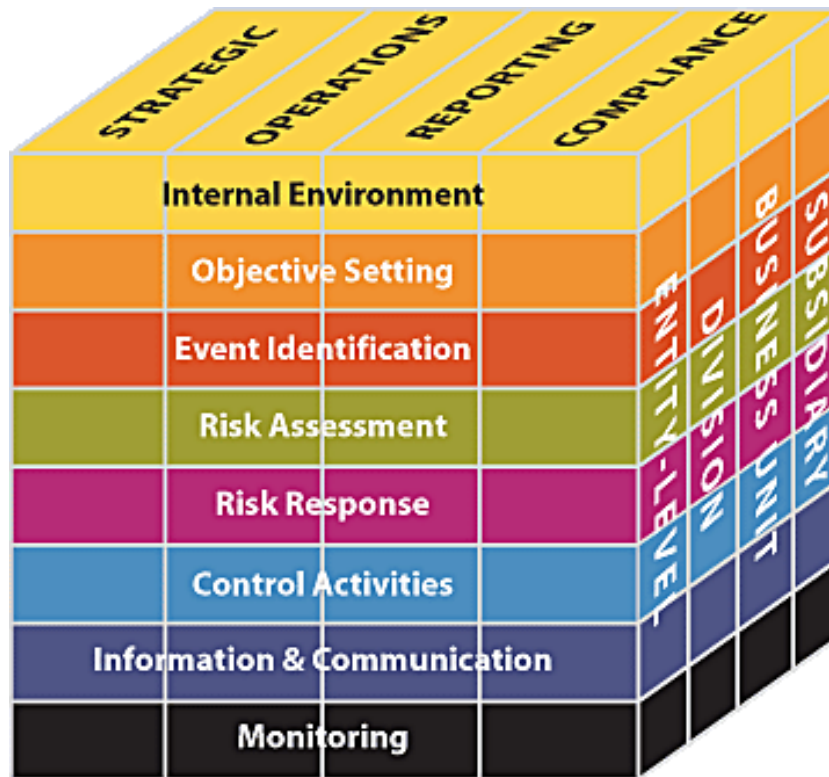 STRATEGIC
OPERATIONS
REPORTING
COMPLIANCE
Internal Environment
Objective Setting
Event Identification
Risk Assessment
Risk Response
Control Activities
Information & Communication
Monitoring
ENTITY-LEVEL
DIVISION
BUSINESS UNIT
SUBSIDIARY